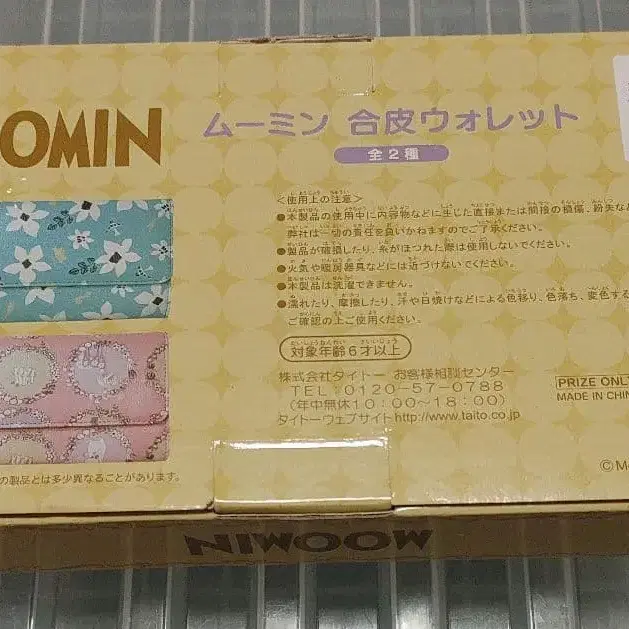 OMIN
ムーミン 合皮ウォレット
全2種
<使用上の注意>
●本製品の使用中に内容物などに生じた直接または間接の損傷、紛失な
弊社は一切の責任を負いかねますのでご了承ください。
●製品が破損したり、糸がほつれた際は使用しないでください。
●火気や暖房器具などには近づけないでください。
●本製品は洗濯できません。
●濡れたり、摩擦したり、汗や日焼けなどによる色移り、色落ち、変色する
ご確認の上ご使用ください。
対象年齢6才以上
株式会社タイトー お客様相談センター
TEL 0120-57-0788
(年中無休10:00～18:00)
タイトーウェブサイトhttp://www.taito.co.jp
PRIZE ONLY
MADE IN CHIN
の製品とは多少異なることがあります。
©M
MOOMIN